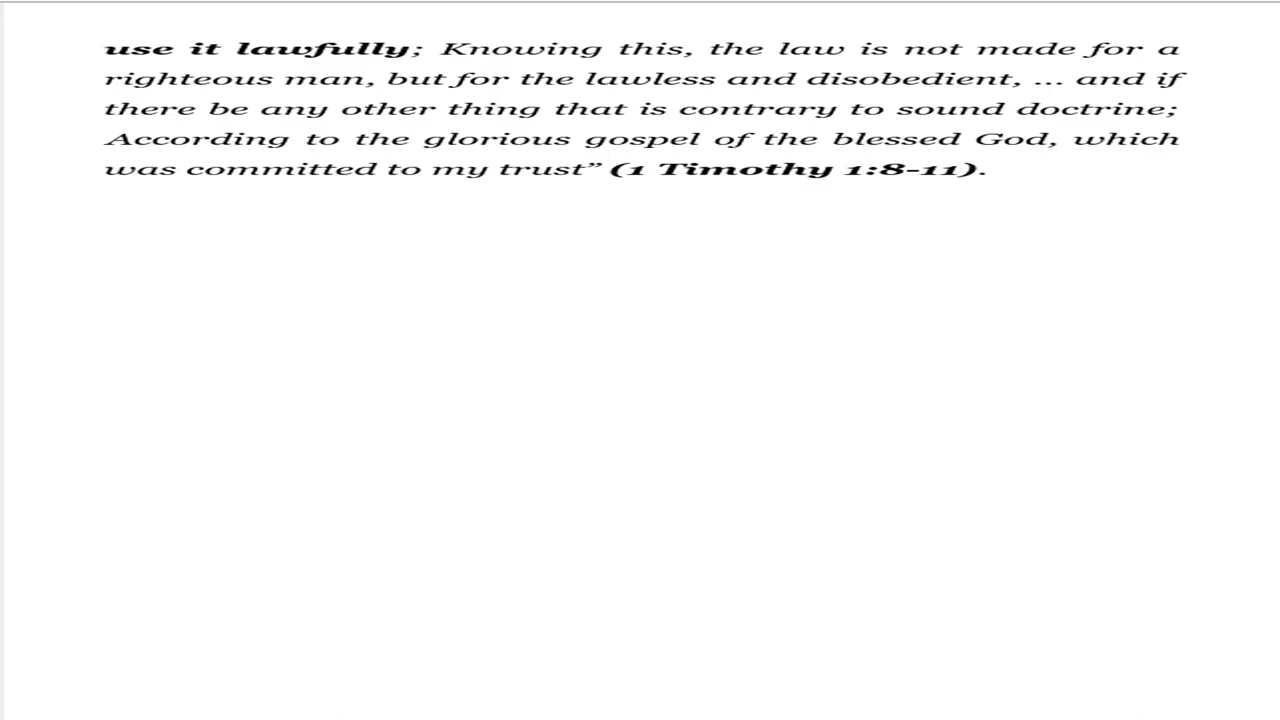 use it lawfully; Knowing this, the law is not made for a
righteous man, but for the lawless and disobedient, ... and if
there be any other thing that is contrary to sound doctrine;
According to the glorious gospel of the blessed God, which
was committed to my trust” (1 Timothy 1:8-11).